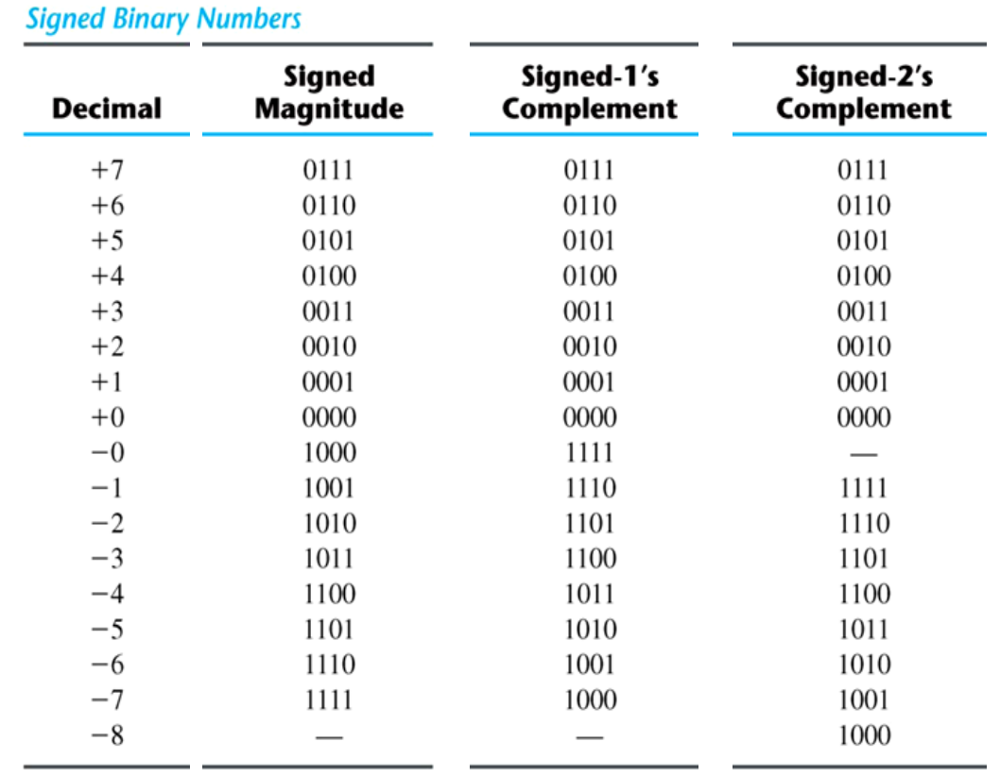 Signed Binary Numbers
Decimal Signed Magnitude Signed-1's Complement Signed-2's Complement
+7 0111 0111 0111
+6 0110 0110 0110
+5 0101 0101 0101
+4 0100 0100 0100
+3 0011 0011 0011
+2 0010 0010 0010
+1 0001 0001 0001
+0 0000 0000 0000
−0 1000 1111 —
−1 1001 1110 1111
−2 1010 1101 1110
−3 1011 1100 1101
−4 1100 1011 1100
−5 1101 1010 1011
−6 1110 1001 1010
−7 1111 1000 1001
−8 — — 1000